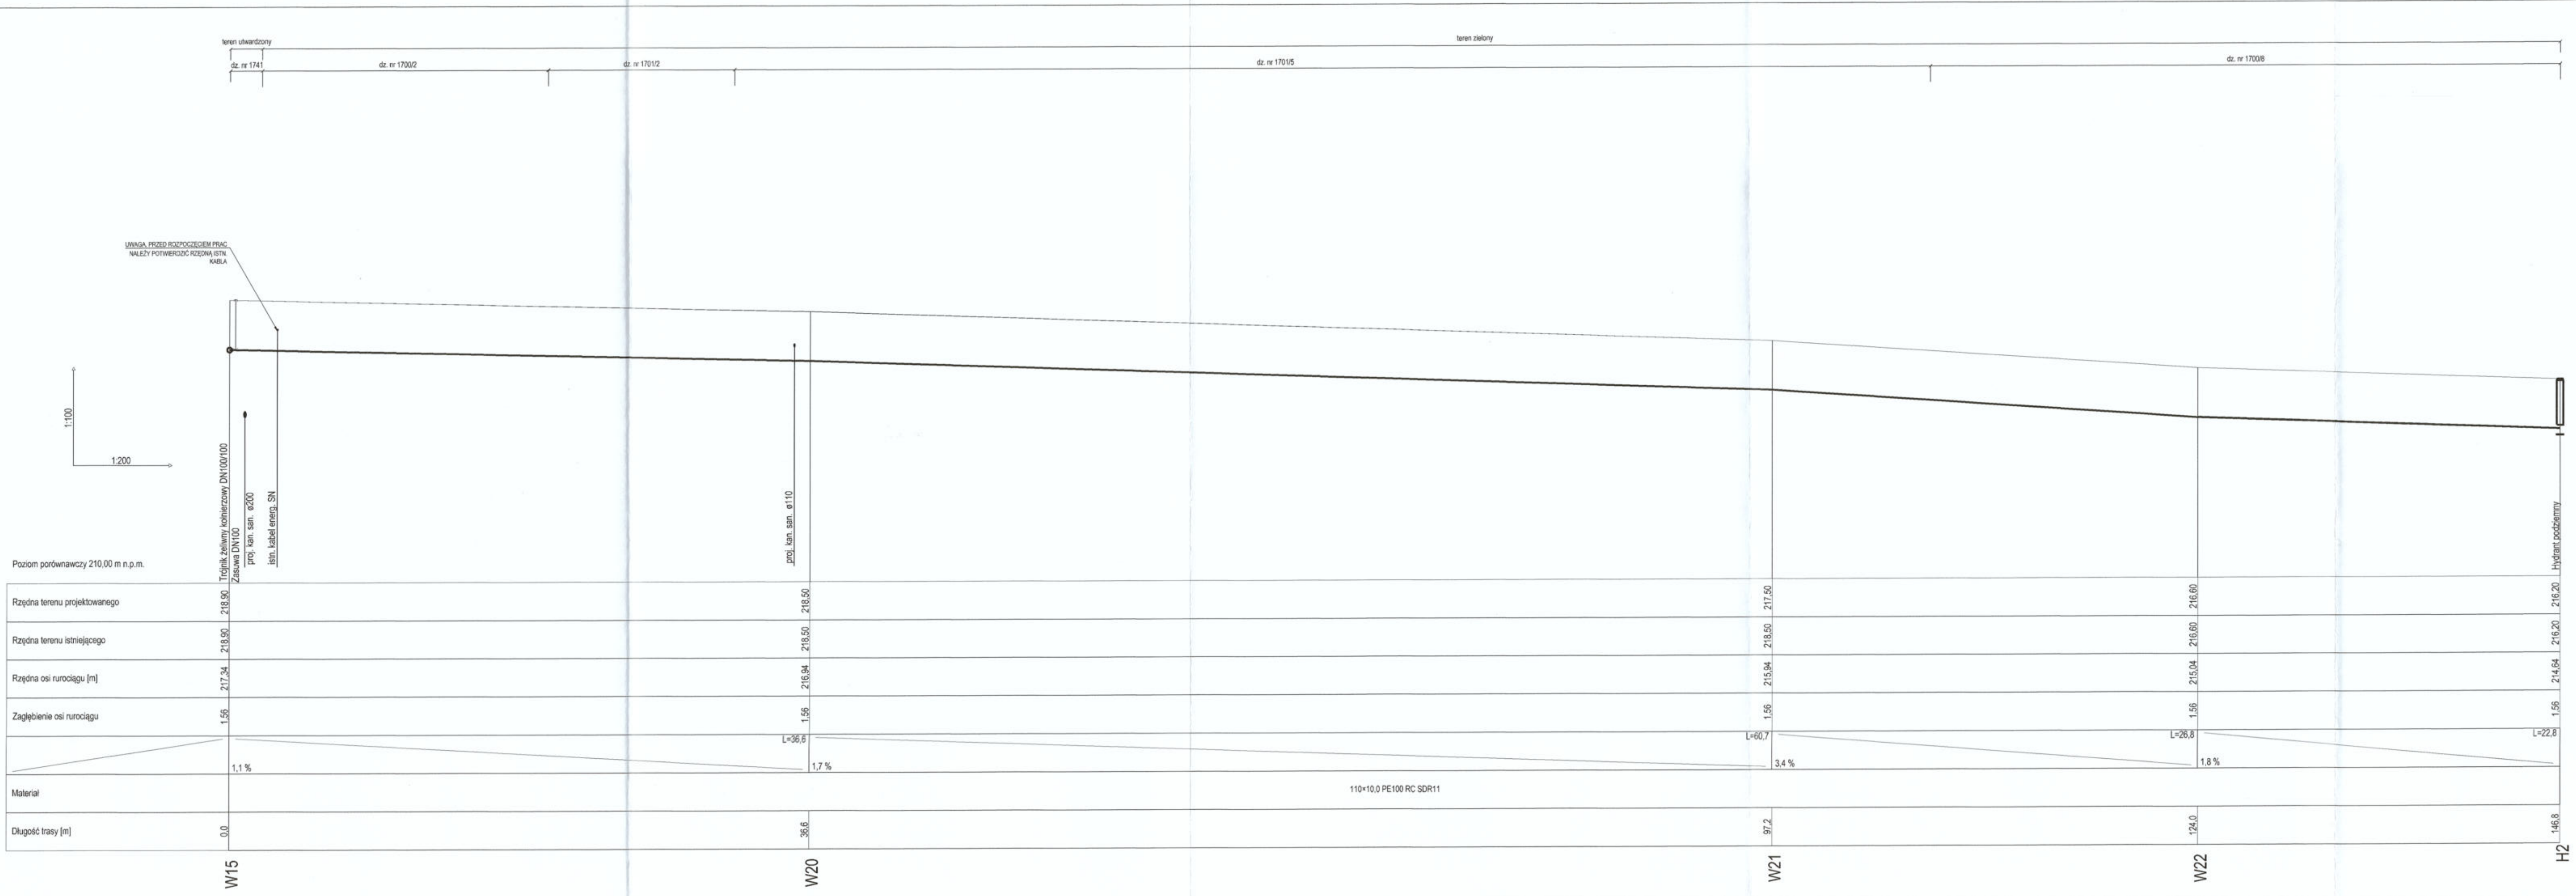 teren utwardzony
teren zielony
dz. nr 1741
dz. nr 1700/2
dz. nr 1701/2
dz. nr 1701/5
dz. nr 1700/8
UWAGA, PRZED ROZPOCZĘCIEM PRAC
NALEŻY POTWIERDZIĆ RZĘDNĄ ISTN.
KABLA
1:100
1:200
Trójnik żeliwny kołnierzowy DN100/100
Zasuwa DN100
proj. kan. san. ø200
istn. kabel energ. SN
proj. kan. san. ø110
Hydrant podziemny
Poziom porównawczy 210,00 m n.p.m.
Rzędna terenu projektowanego 218,90 218,50 217,50 216,60 216,20
Rzędna terenu istniejącego 218,90 218,50 218,50 216,60 216,20
Rzędna osi rurociągu [m] 217,34 216,94 215,94 215,04 214,64
Zagłębienie osi rurociągu 1,56 1,56 1,56 1,56 1,56
L=36,6 L=60,7 L=26,8 L=22,8
1,1 % 1,7 % 3,4 % 1,8 %
Materiał 110×10,0 PE100 RC SDR11
Długość trasy [m] 0,0 36,6 97,2 124,0 146,8
W15 W20 W21 W22 H2